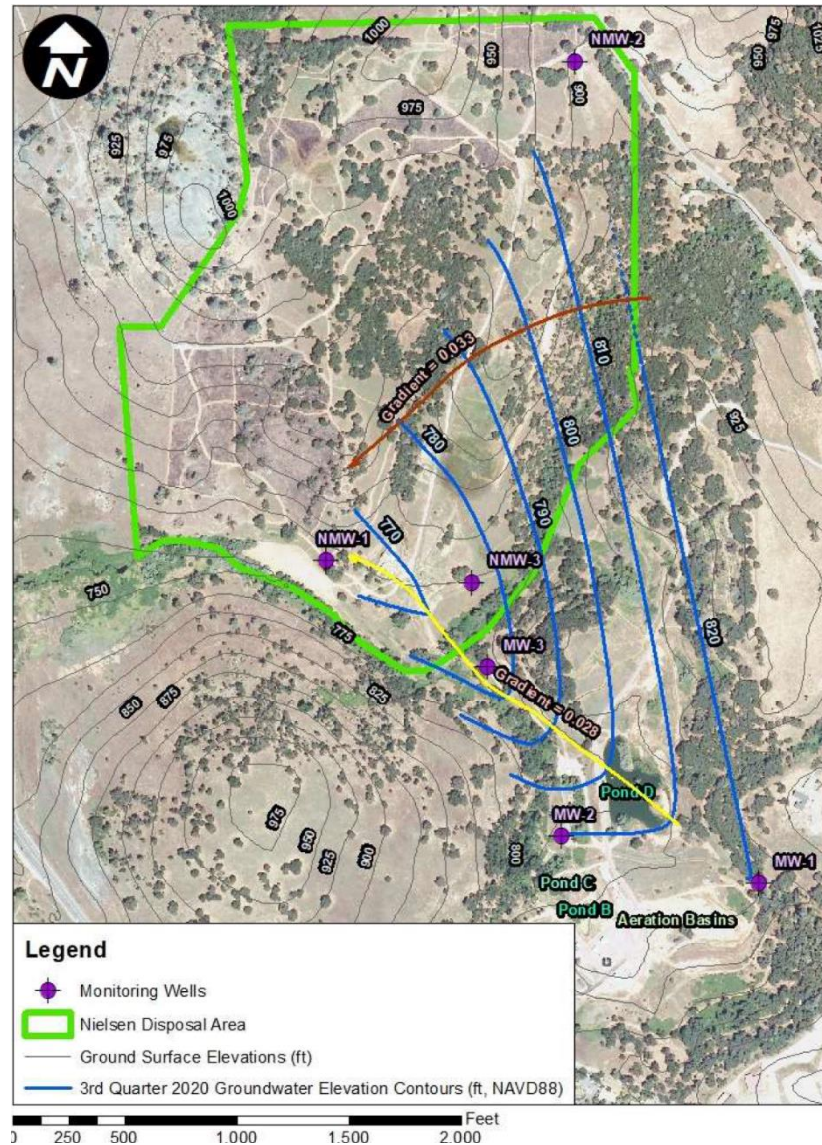 N
1000
950
975
1015
NMW-2
950
900
975
925
975
1000
Gradient = 0.033
810
780
800
925
790
NMW-1
770
NMW-3
750
775
MW-3
820
825
Gradient = 0.028
850
875
Pond D
975
MW-2
950
925
900
800
MW-1
Pond C
Pond B
Aeration Basins
Legend
Monitoring Wells
Nielsen Disposal Area
Ground Surface Elevations (ft)
3rd Quarter 2020 Groundwater Elevation Contours (ft, NAVD88)
Feet
0 250 500 1,000 1,500 2,000